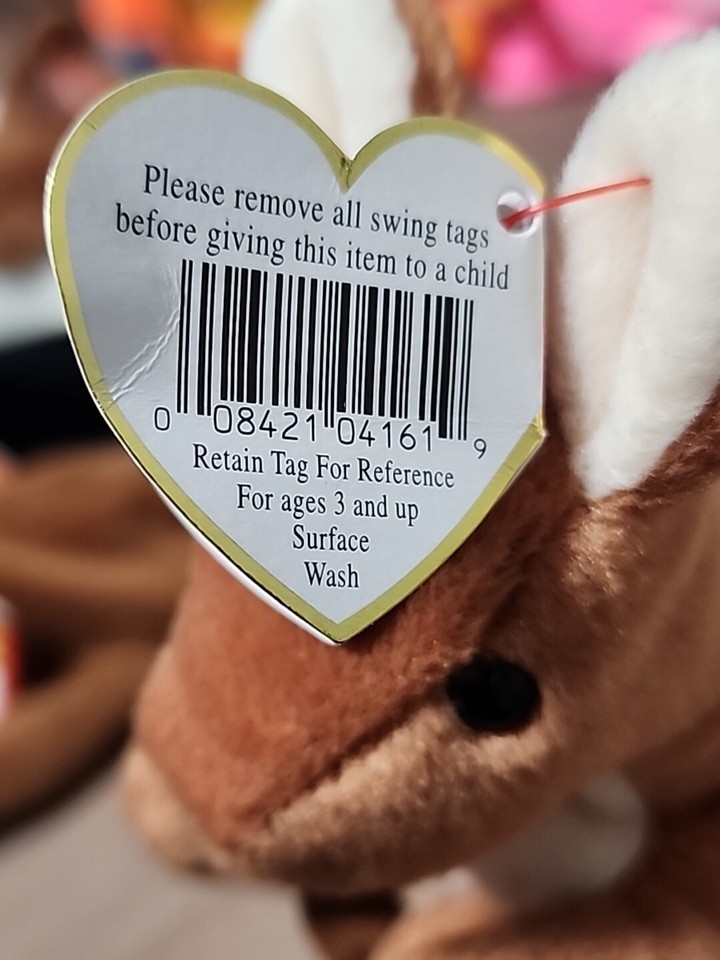 Please remove all swing tags
before giving this item to a child
0 08421 04161 9
Retain Tag For Reference
For ages 3 and up
Surface
Wash